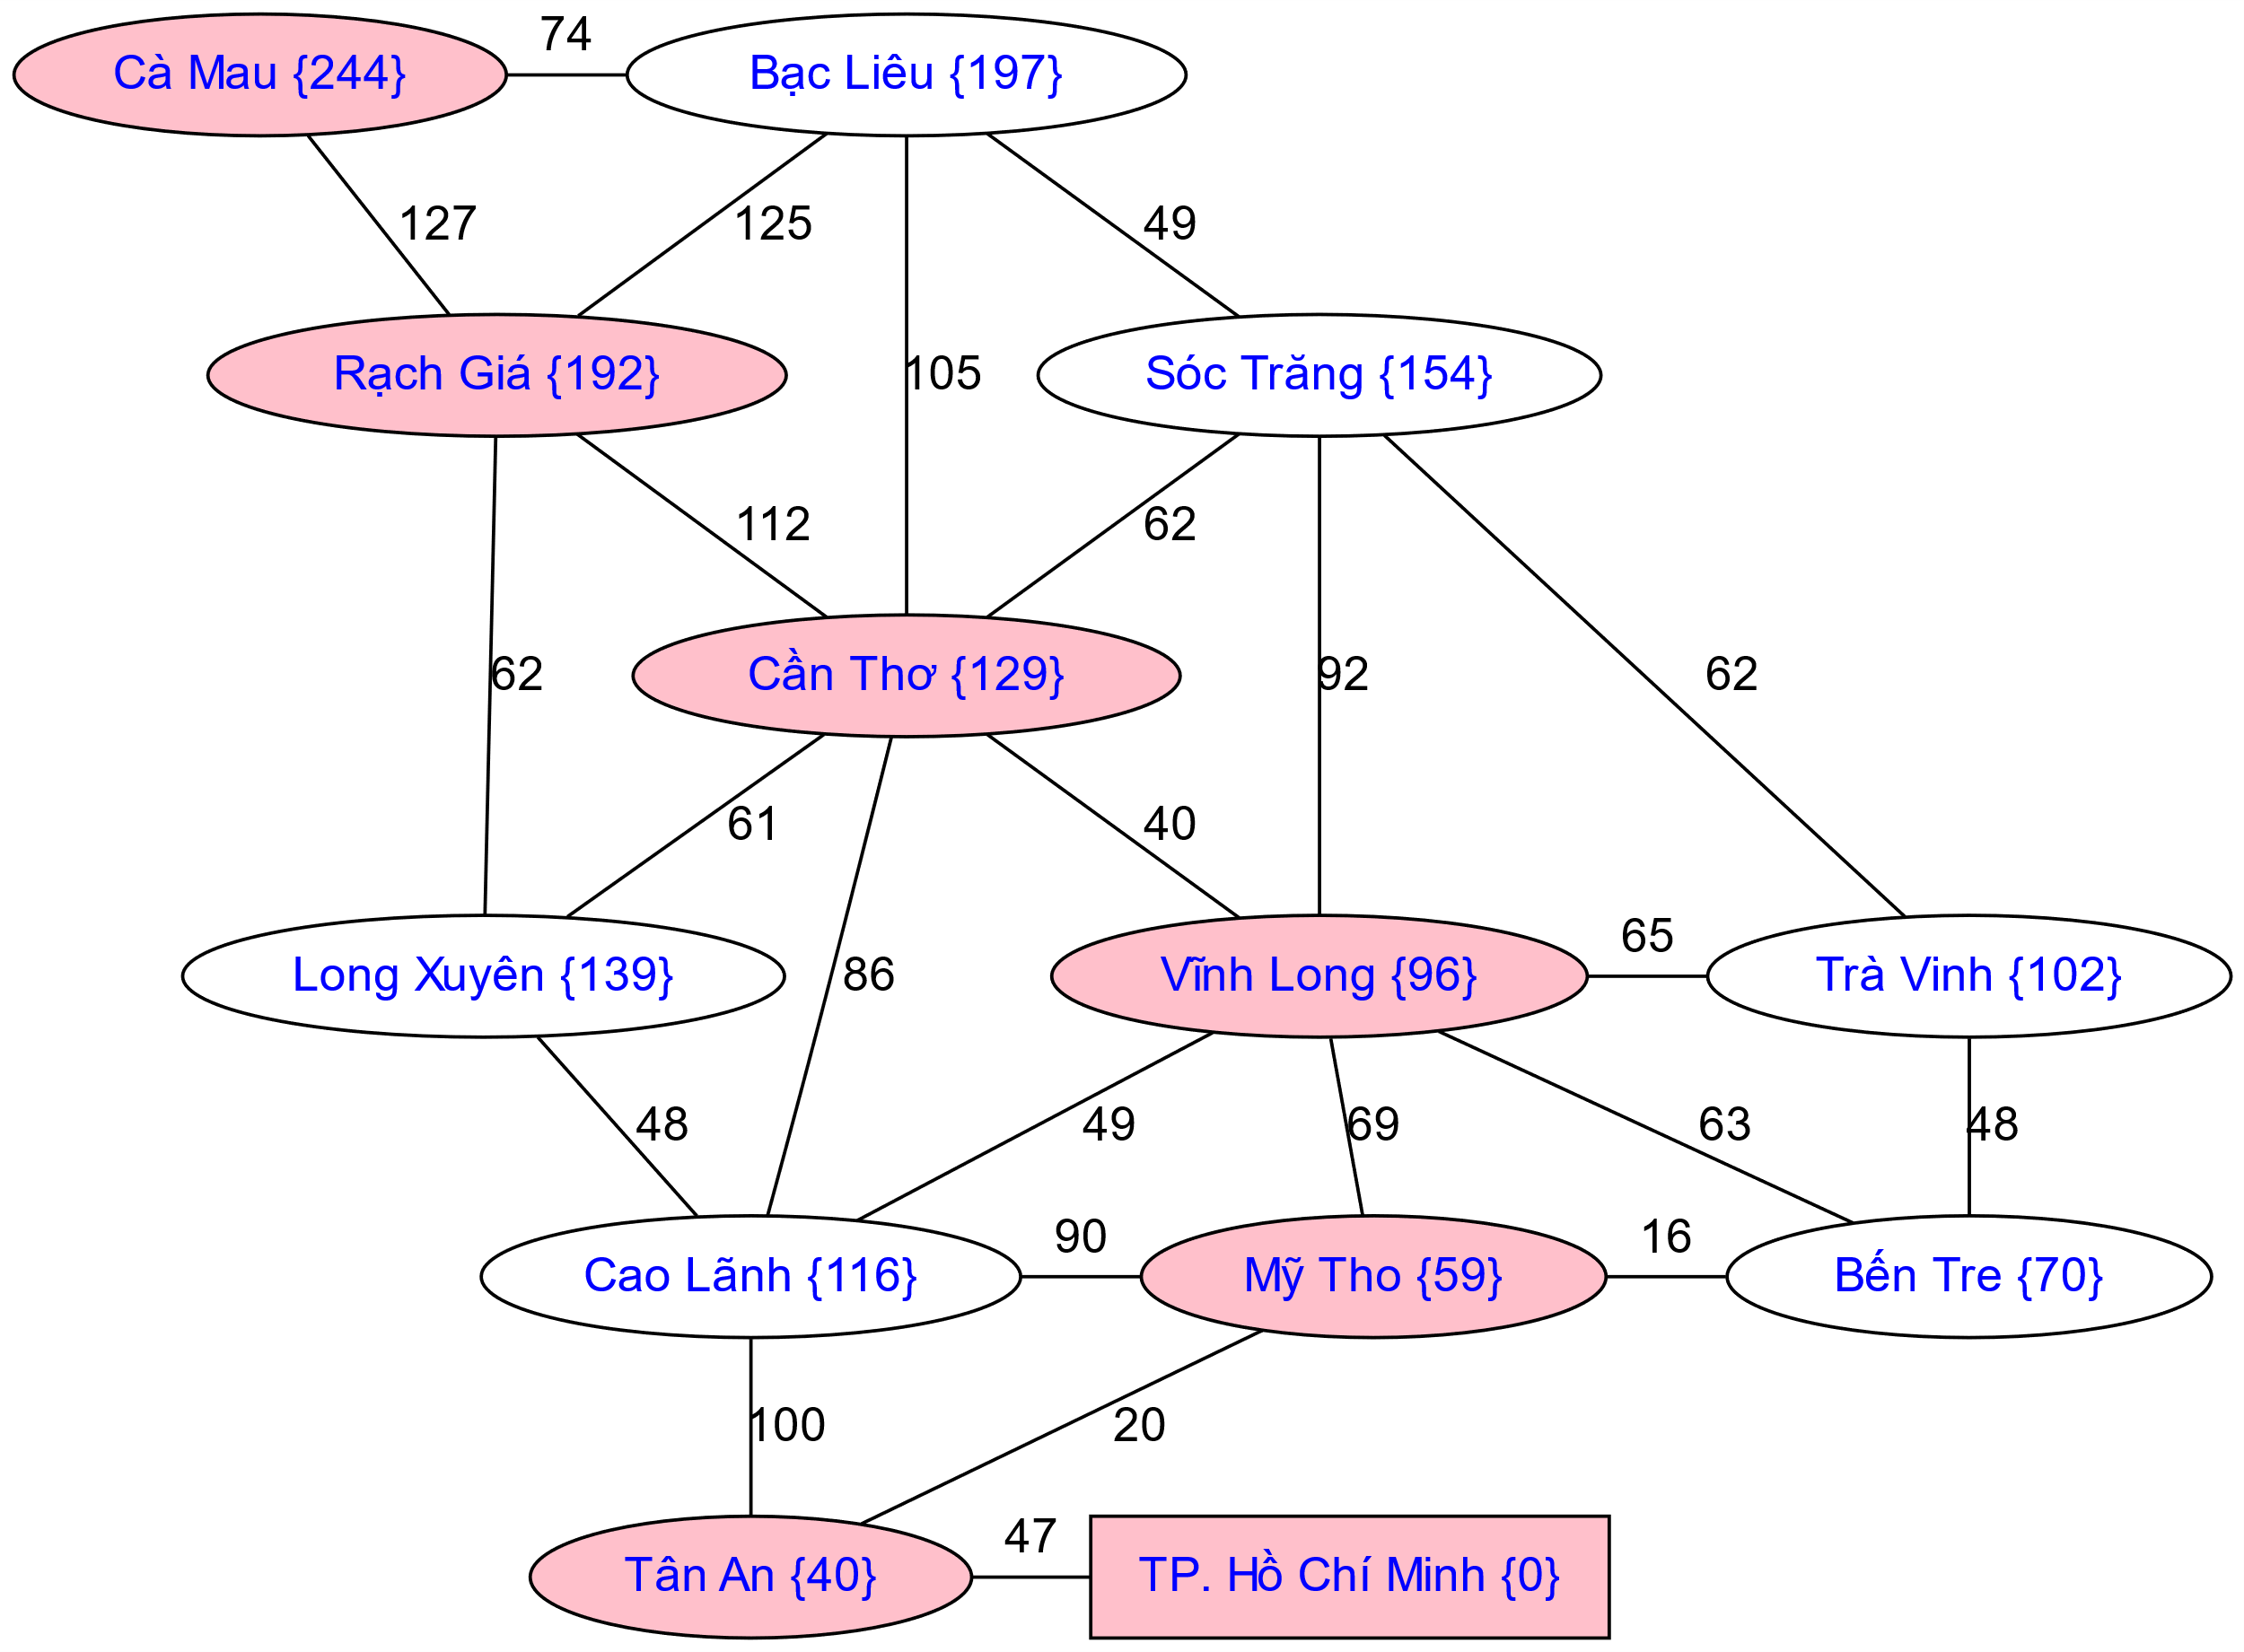 Cà Mau {244}
74
Bạc Liêu {197}
127
125
49
Rạch Giá {192}
105
Sóc Trăng {154}
112
62
62
Cần Thơ {129}
92
62
61
40
Long Xuyên {139}
86
Vĩnh Long {96}
65
Trà Vinh {102}
48
49
69
63
48
Cao Lãnh {116}
90
Mỹ Tho {59}
16
Bến Tre {70}
100
20
Tân An {40}
47
TP. Hồ Chí Minh {0}